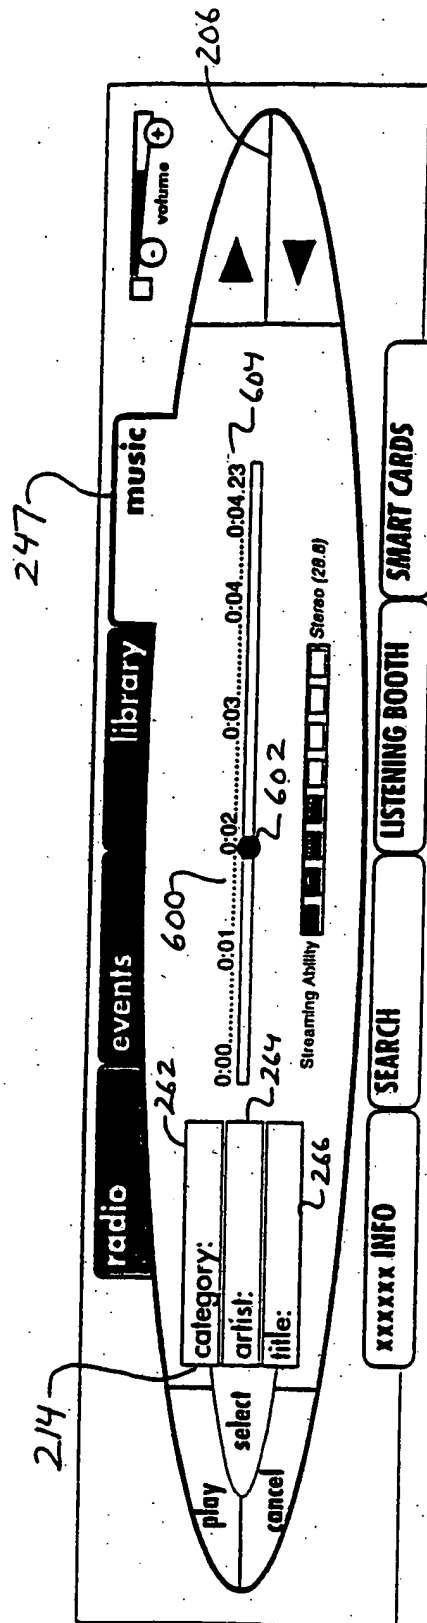 247
206
volume
radio
events
library
music
214
262
play
select
cancel
category:
artist:
title:
264
266
600
0:00.........0:01.........0:02.........0:03.........0:04.........0:04.23
604
602
Streaming Ability
Stereo (28.8)
xxxxxx INFO
SEARCH
LISTENING BOOTH
SMART CARDS